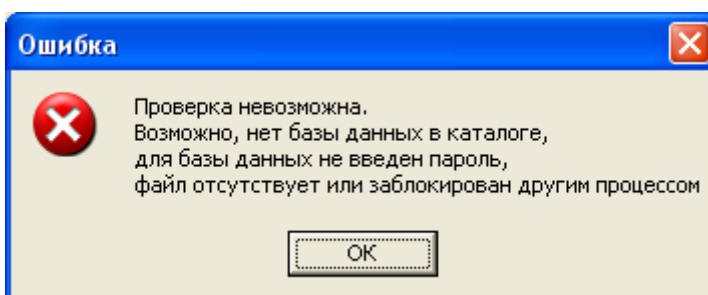 Ошибка
Проверка невозможна.
Возможно, нет базы данных в каталоге,
для базы данных не введен пароль,
файл отсутствует или заблокирован другим процессом
ОК